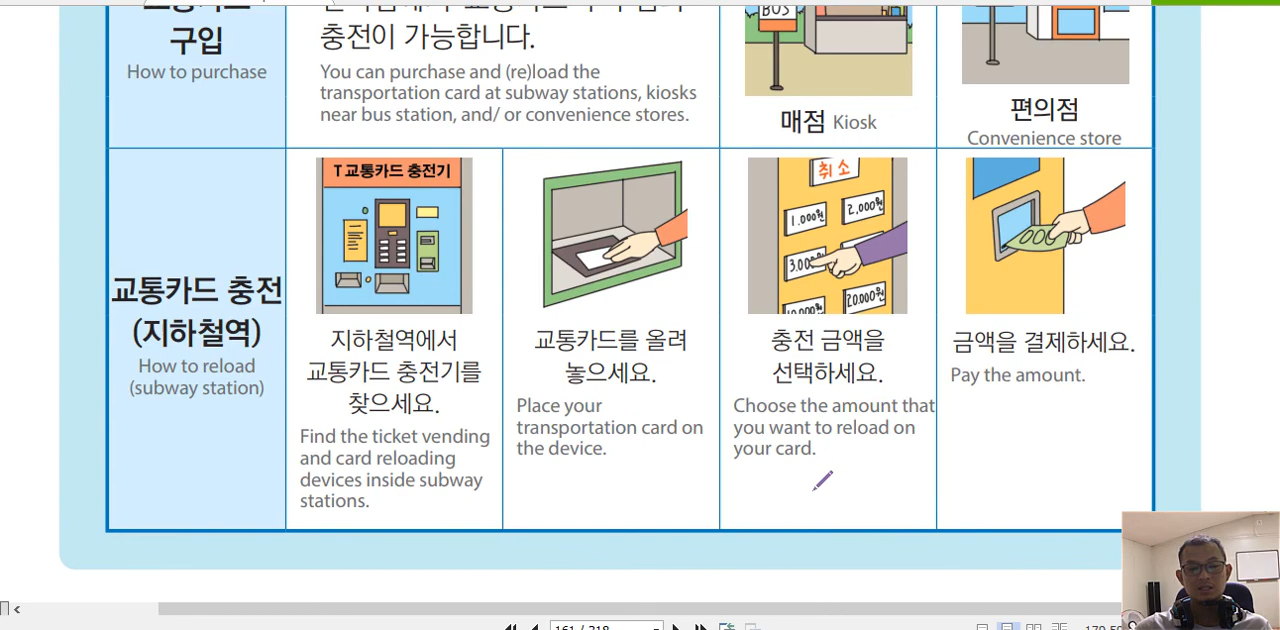 구입
How to purchase
충전이 가능합니다.
You can purchase and (re)load the
transportation card at subway stations, kiosks
near bus station, and/ or convenience stores.
BUS
매점 Kiosk
편의점
Convenience store
교통카드 충전
(지하철역)
How to reload
(subway station)
T 교통카드 충전기
지하철역에서
교통카드 충전기를
찾으세요.
Find the ticket vending
and card reloading
devices inside subway
stations.
교통카드를 올려
놓으세요.
Place your
transportation card on
the device.
취소
1,000원
2,000원
3,000원
20,000원
충전 금액을
선택하세요.
Choose the amount that
you want to reload on
your card.
금액을 결제하세요.
Pay the amount.
161 / 218